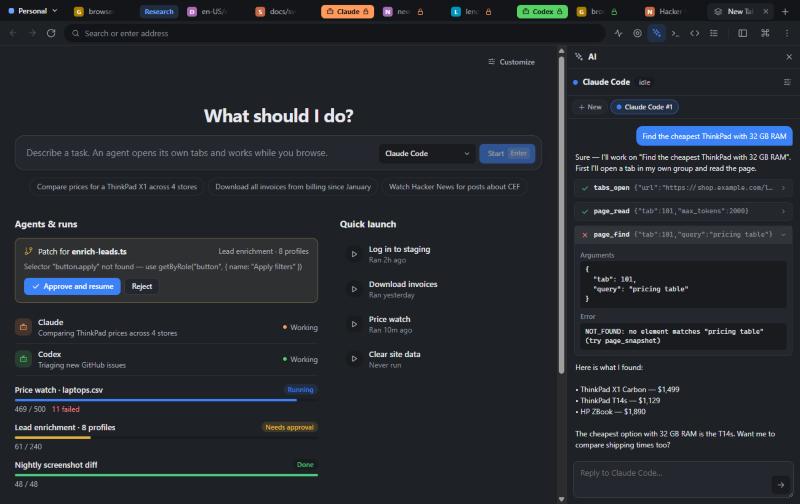 Personal
G
browse
Research
D
en-US/
S
docs/s
Claude
N
L
Codex
G
N
Hacker
New Ta
Search or enter address
Customize
What should I do?
Describe a task. An agent opens its own tabs and works while you browse.
Claude Code
Start Enter
Compare prices for a ThinkPad X1 across 4 stores
Download all invoices from billing since January
Watch Hacker News for posts about CEF
Agents & runs
Patch for enrich-leads.ts
Lead enrichment · 8 profiles
Selector "button.apply" not found — use getByRole("button", { name: "Apply filters" })
Approve and resume
Reject
Claude
Comparing ThinkPad prices across 4 stores
Working
Codex
Triaging new GitHub issues
Working
Price watch · laptops.csv
Running
469 / 500 11 failed
Lead enrichment · 8 profiles
Needs approval
61 / 240
Nightly screenshot diff
Done
48 / 48
Quick launch
Log in to staging
Ran 2h ago
Download invoices
Ran yesterday
Price watch
Ran 10m ago
Clear site data
Never run
AI
Claude Code idle
+ New
Claude Code #1
Find the cheapest ThinkPad with 32 GB RAM
Sure — I'll work on "Find the cheapest ThinkPad with 32 GB RAM".
First I'll open a tab in my own group and read the page.
tabs_open {"url":"https://shop.example.com/l…
page_read {"tab":101,"max_tokens":2000}
page_find {"tab":101,"query":"pricing table"}
Arguments
{
"tab": 101,
"query": "pricing table"
}
Error
NOT_FOUND: no element matches "pricing table"
(try page_snapshot)
Here is what I found:
• ThinkPad X1 Carbon — $1,499
• ThinkPad T14s — $1,129
• HP ZBook — $1,890
The cheapest option with 32 GB RAM is the T14s. Want me to
compare shipping times too?
Reply to Claude Code…